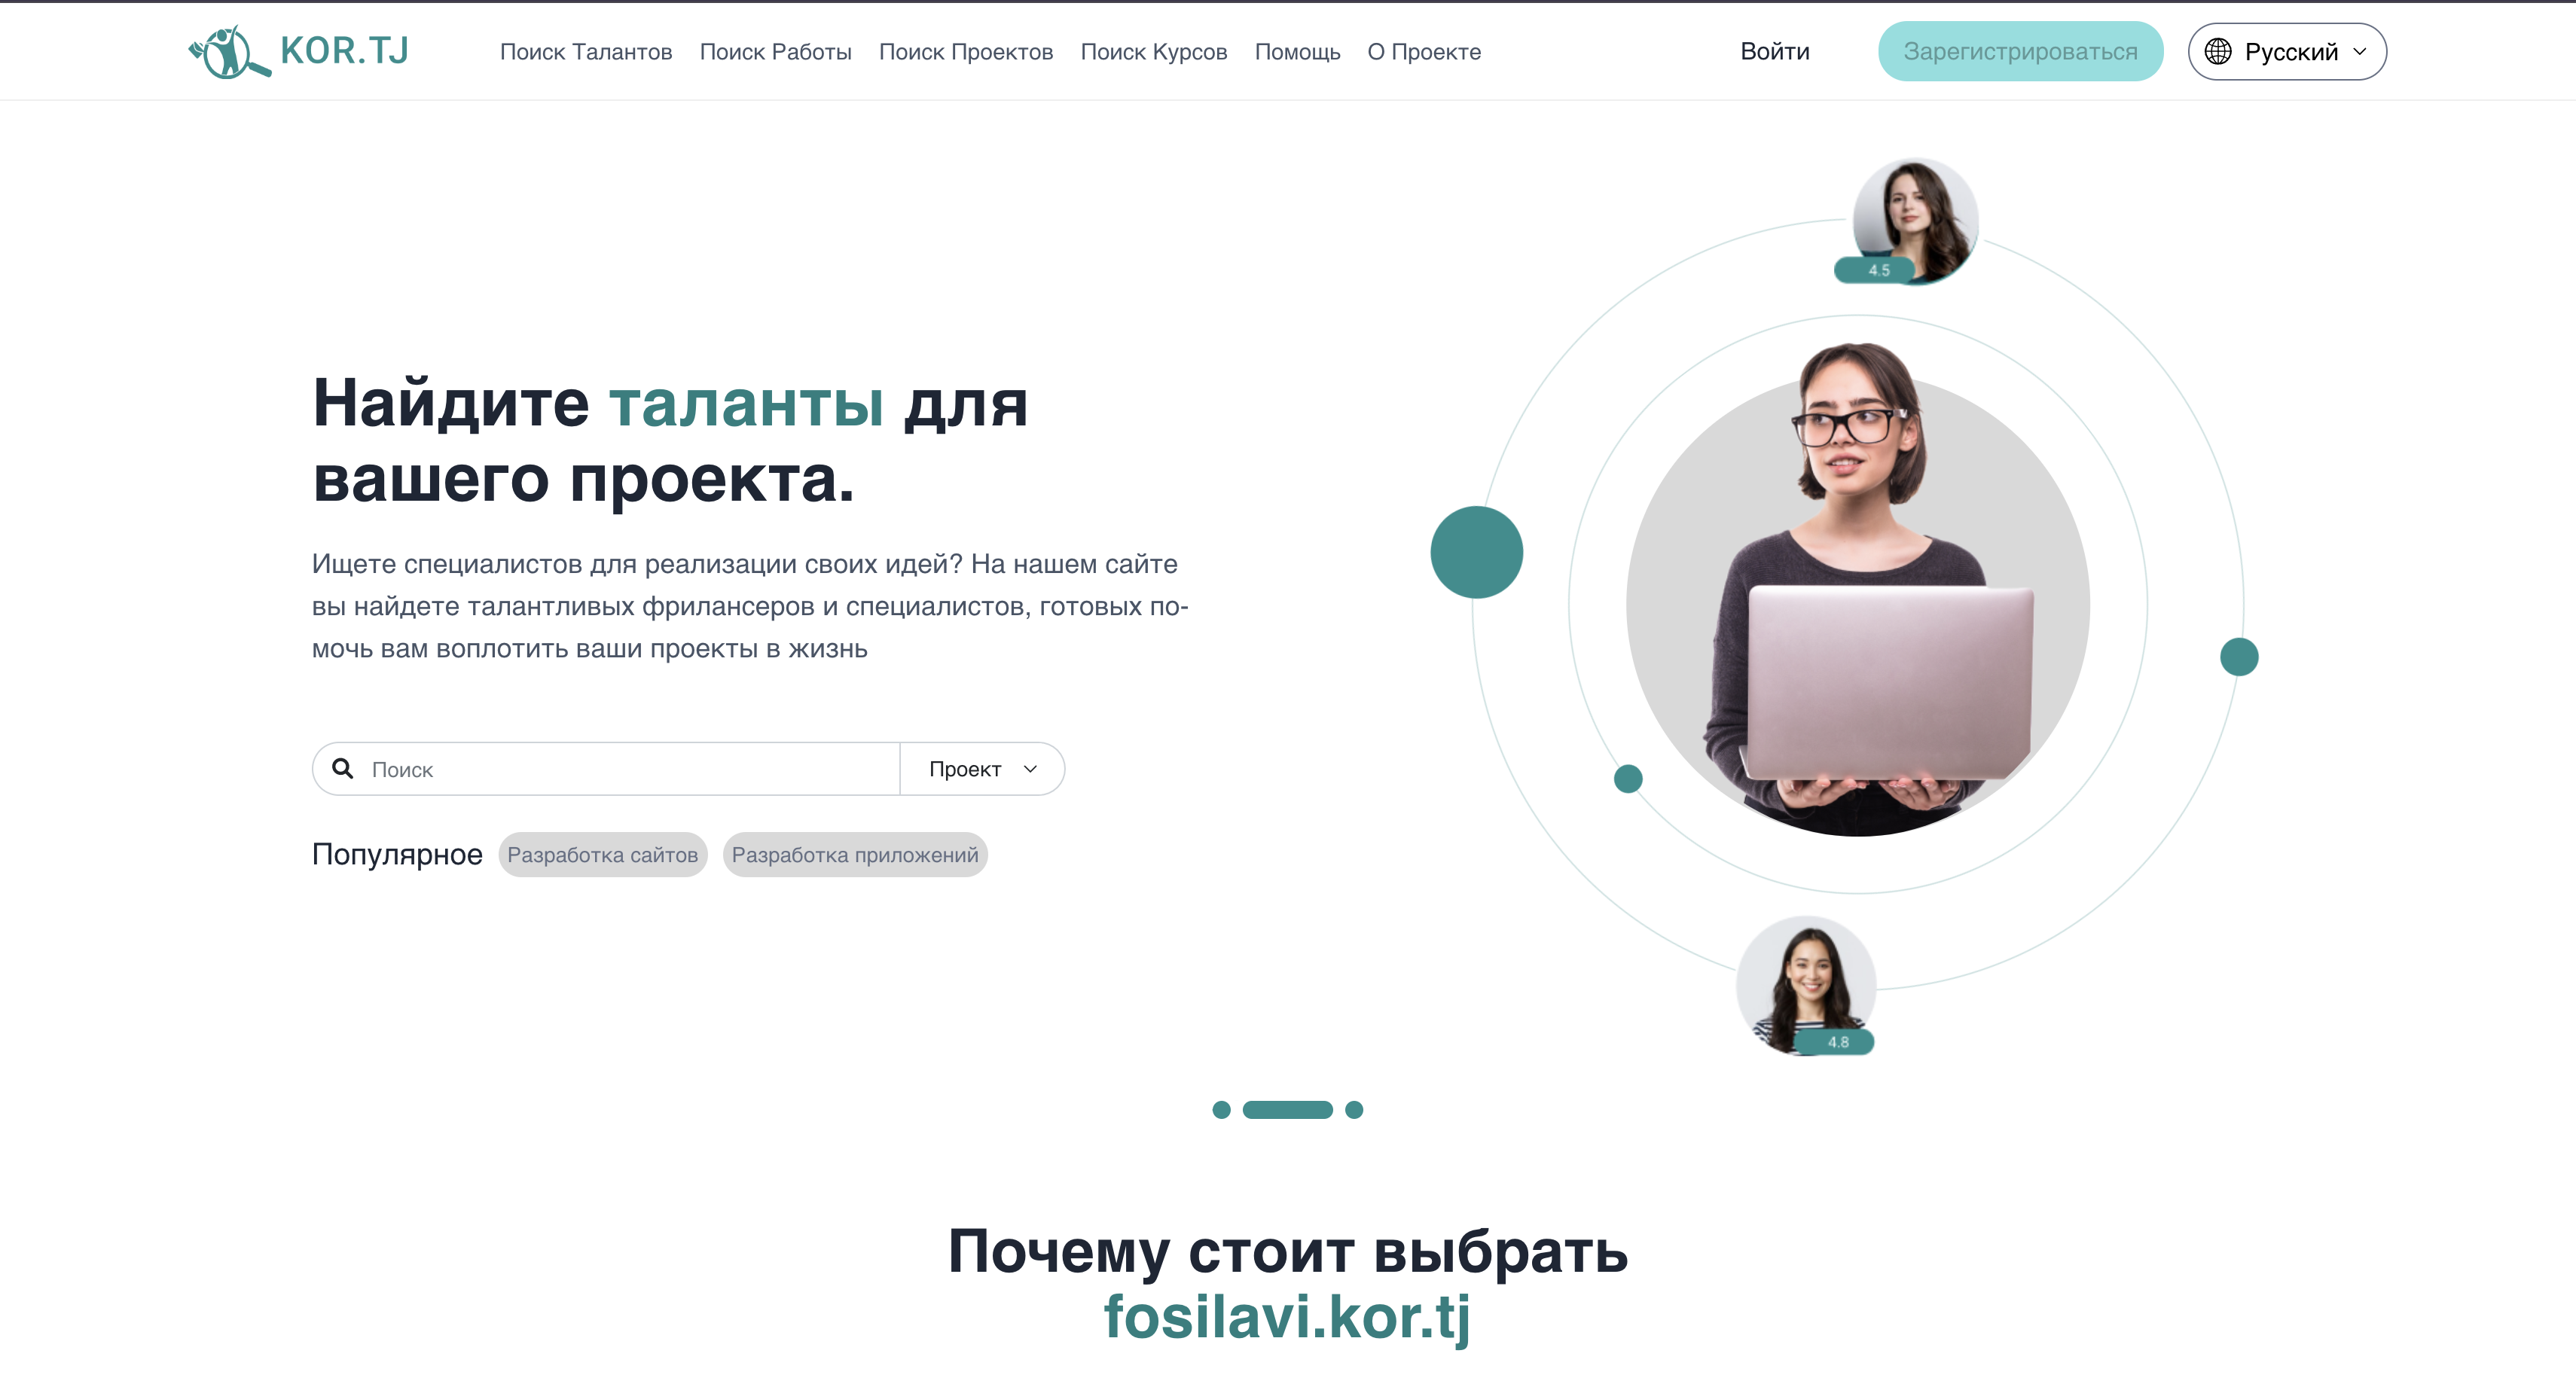 KOR.TJ
Поиск Талантов
Поиск Работы
Поиск Проектов
Поиск Курсов
Помощь
О Проекте
Войти
Зарегистрироваться
Русский
4.5
Найдите таланты для
вашего проекта.
Ищете специалистов для реализации своих идей? На нашем сайте
вы найдете талантливых фрилансеров и специалистов, готовых по-
мочь вам воплотить ваши проекты в жизнь
Поиск
Проект
Популярное
Разработка сайтов
Разработка приложений
4.8
Почему стоит выбрать
fosilavi.kor.tj